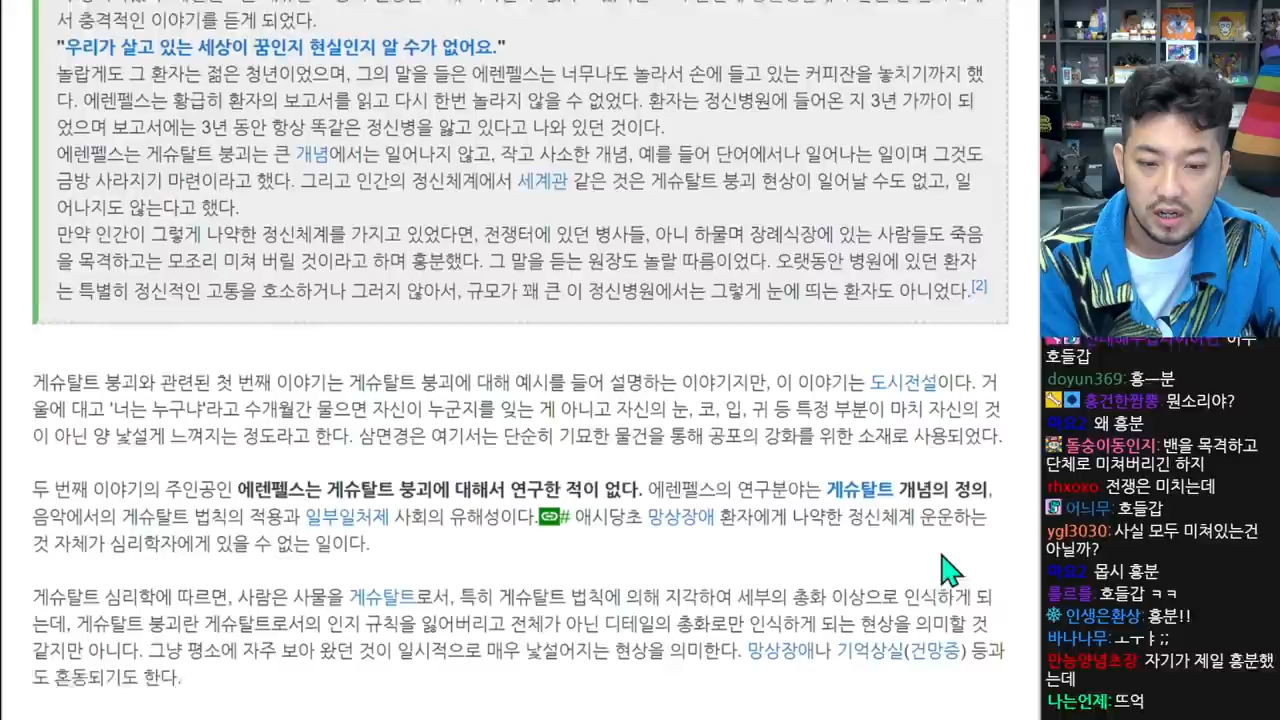 서 충격적인 이야기를 듣게 되었다.
"우리가 살고 있는 세상이 꿈인지 현실인지 알 수가 없어요."
놀랍게도 그 환자는 젊은 청년이었으며, 그의 말을 들은 에렌펠스는 너무나도 놀라서 손에 들고 있는 커피잔을 놓치기까지 했
다. 에렌펠스는 황급히 환자의 보고서를 읽고 다시 한번 놀라지 않을 수 없었다. 환자는 정신병원에 들어온 지 3년 가까이 되
었으며 보고서에는 3년 동안 항상 똑같은 정신병을 앓고 있다고 나와 있던 것이다.
에렌펠스는 게슈탈트 붕괴는 큰 개념에서는 일어나지 않고, 작고 사소한 개념, 예를 들어 단어에서나 일어나는 일이며 그것도
금방 사라지기 마련이라고 했다. 그리고 인간의 정신체계에서 세계관 같은 것은 게슈탈트 붕괴 현상이 일어날 수도 없고, 일
어나지도 않는다고 했다.
만약 인간이 그렇게 나약한 정신체계를 가지고 있었다면, 전쟁터에 있던 병사들, 아니 하물며 장례식장에 있는 사람들도 죽음
을 목격하고는 모조리 미쳐 버릴 것이라고 하며 흥분했다. 그 말을 듣는 원장도 놀랄 따름이었다. 오랫동안 병원에 있던 환자
는 특별히 정신적인 고통을 호소하거나 그러지 않아서, 규모가 꽤 큰 이 정신병원에서는 그렇게 눈에 띄는 환자도 아니었다.[2]
게슈탈트 붕괴와 관련된 첫 번째 이야기는 게슈탈트 붕괴에 대해 예시를 들어 설명하는 이야기지만, 이 이야기는 도시전설이다. 거
울에 대고 '너는 누구냐'라고 수개월간 물으면 자신이 누군지를 잊는 게 아니고 자신의 눈, 코, 입, 귀 등 특정 부분이 마치 자신의 것
이 아닌 양 낯설게 느껴지는 정도라고 한다. 심연경은 여기서는 단순히 기묘한 물건을 통해 공포의 강화를 위한 소재로 사용되었다.
두 번째 이야기의 주인공인 에렌펠스는 게슈탈트 붕괴에 대해서 연구한 적이 없다. 에렌펠스의 연구분야는 게슈탈트 개념의 정의,
음악에서의 게슈탈트 법칙의 적용과 일부일처제 사회의 유해성이다.# 애시당초 망상장애 환자에게 나약한 정신체계 운운하는
것 자체가 심리학자에게 있을 수 없는 일이다.
게슈탈트 심리학에 따르면, 사람은 사물을 게슈탈트로서, 특히 게슈탈트 법칙에 의해 지각하여 세부의 총화 이상으로 인식하게 되
는데, 게슈탈트 붕괴란 게슈탈트로서의 인지 규칙을 잃어버리고 전체가 아닌 디테일의 총화로만 인식하게 되는 현상을 의미할 것
같지만 아니다. 그냥 평소에 자주 보아 왔던 것이 일시적으로 매우 낯설어지는 현상을 의미한다. 망상장애나 기억상실(건망증) 등과
도 혼동되기도 한다.
호들갑
doyun369: 흥ㅡ분
홍건한짬뽕: 뭔소리야?
마요2 왜 흥분
돌숭이동인지: 밴을 목격하고
단체로 미쳐버리긴 하지
rhxoxo 전쟁은 미치는데
어늬무: 호들갑
ygl3030: 사실 모두 미쳐있는건
아닐까?
마요2 몹시 흥분
를르를 호들갑 ㅋㅋ
인생은환상: 흥분!!
바나나무: ㅗㅜㅑ;;
만능양념초장 자기가 제일 흥분했
는데
나는언제: 뜨억